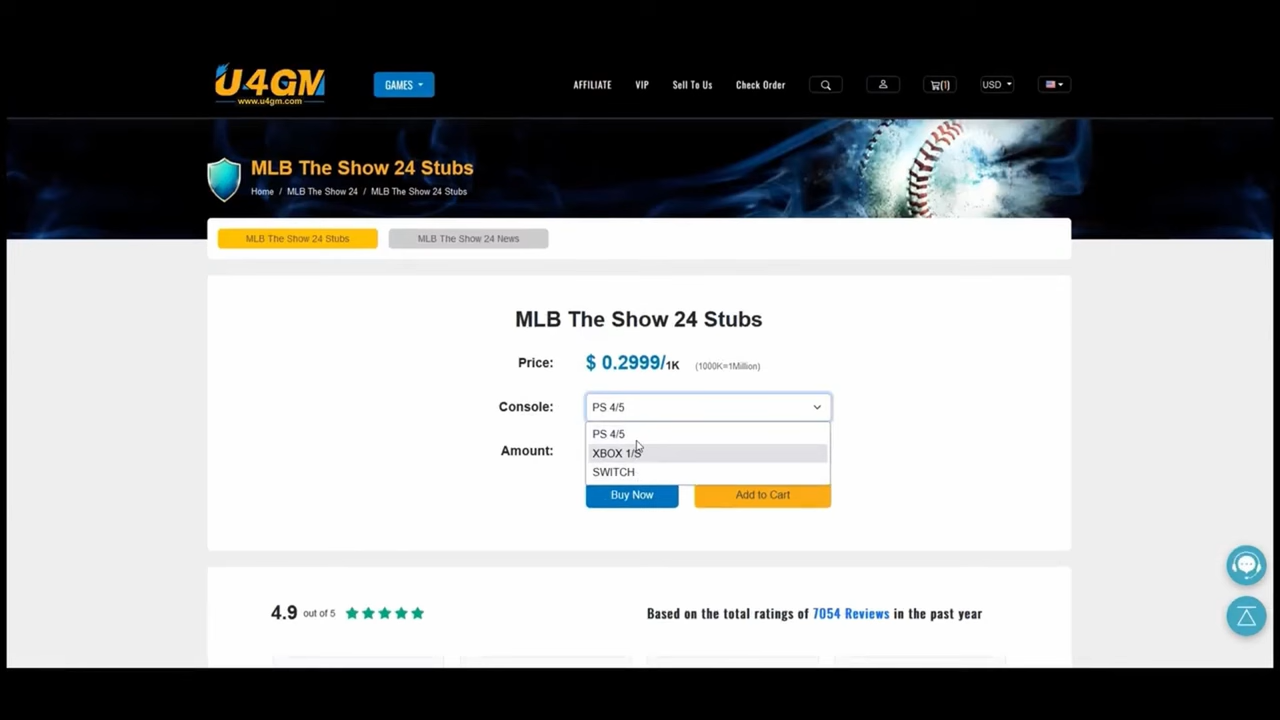 U4GM
www.u4gm.com
GAMES
AFFILIATE
VIP
Sell To Us
Check Order
(1)
USD
MLB The Show 24 Stubs
Home / MLB The Show 24 / MLB The Show 24 Stubs
MLB The Show 24 Stubs
MLB The Show 24 News
MLB The Show 24 Stubs
Price: $ 0.2999/1K (1000K=1Million)
Console: PS 4/5
PS 4/5
Amount:
XBOX 1/S
SWITCH
Buy Now
Add to Cart
4.9 out of 5
Based on the total ratings of 7054 Reviews in the past year